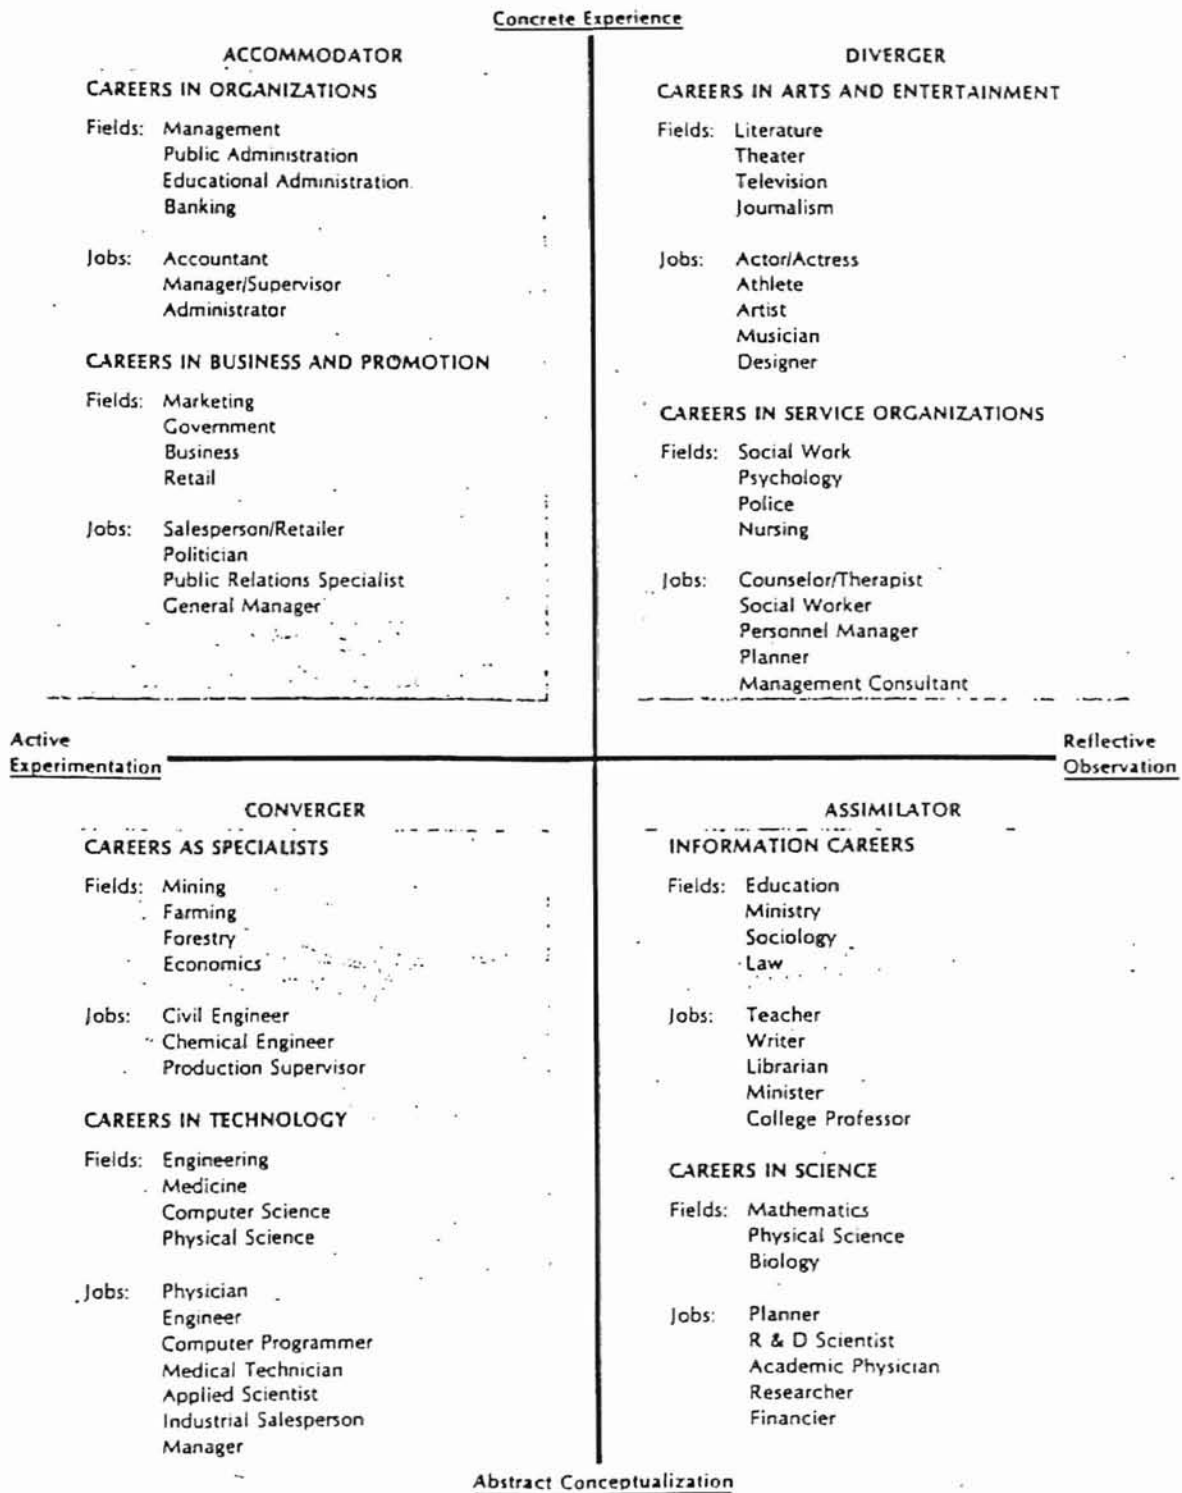 Concrete Experience
ACCOMMODATOR
CAREERS IN ORGANIZATIONS
Fields: Management
Public Administration
Educational Administration
Banking
Jobs: Accountant
Manager/Supervisor
Administrator
CAREERS IN BUSINESS AND PROMOTION
Fields: Marketing
Government
Business
Retail
Jobs: Salesperson/Retailer
Politician
Public Relations Specialist
General Manager
DIVERGER
CAREERS IN ARTS AND ENTERTAINMENT
Fields: Literature
Theater
Television
Journalism
Jobs: Actor/Actress
Athlete
Artist
Musician
Designer
CAREERS IN SERVICE ORGANIZATIONS
Fields: Social Work
Psychology
Police
Nursing
Jobs: Counselor/Therapist
Social Worker
Personnel Manager
Planner
Management Consultant
Active
Experimentation
Reflective
Observation
CONVERGER
CAREERS AS SPECIALISTS
Fields: Mining
Farming
Forestry
Economics
Jobs: Civil Engineer
Chemical Engineer
Production Supervisor
CAREERS IN TECHNOLOGY
Fields: Engineering
Medicine
Computer Science
Physical Science
Jobs: Physician
Engineer
Computer Programmer
Medical Technician
Applied Scientist
Industrial Salesperson
Manager
ASSIMILATOR
INFORMATION CAREERS
Fields: Education
Ministry
Sociology
Law
Jobs: Teacher
Writer
Librarian
Minister
College Professor
CAREERS IN SCIENCE
Fields: Mathematics
Physical Science
Biology
Jobs: Planner
R & D Scientist
Academic Physician
Researcher
Financier
Abstract Conceptualization